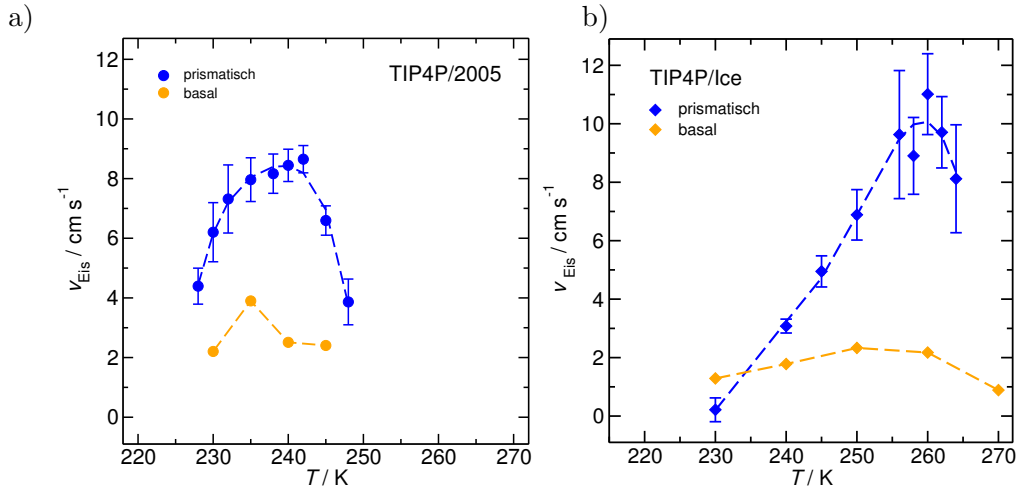 a)
TIP4P/2005
prismatisch
basal
12
10
8
6
4
2
0
v_Eis / cm s⁻¹
220 230 240 250 260 270
T / K
b)
TIP4P/Ice
prismatisch
basal
12
10
8
6
4
2
0
v_Eis / cm s⁻¹
220 230 240 250 260 270
T / K